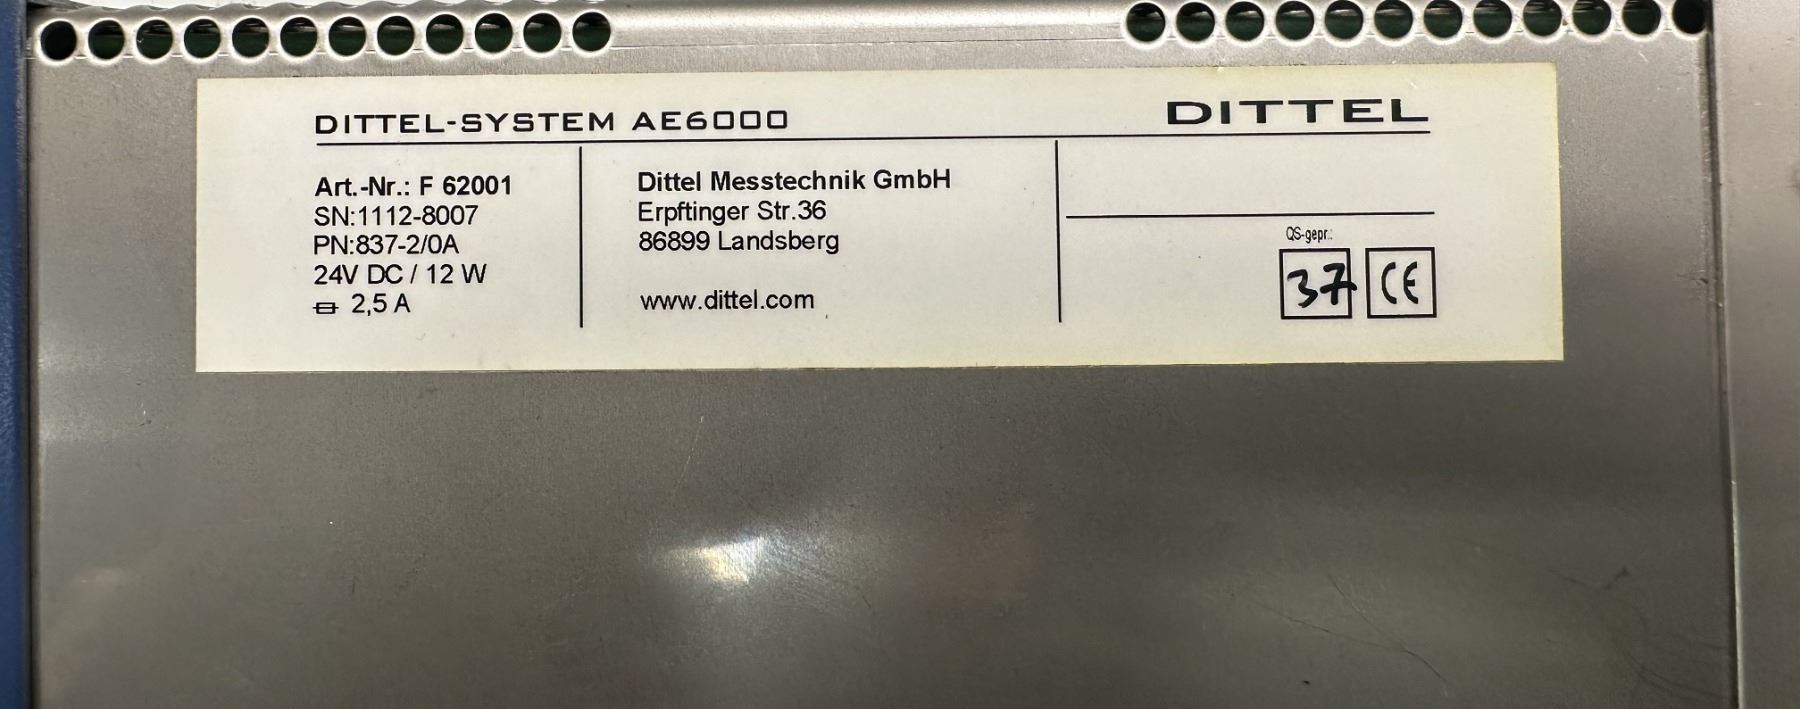 DITTEL-SYSTEM AE6000
DITTEL
Art.-Nr.: F 62001
SN:1112-8007
PN:837-2/0A
24V DC / 12 W
2,5 A
Dittel Messtechnik GmbH
Erpftinger Str.36
86899 Landsberg
www.dittel.com
QS-gepr.:
37
CE